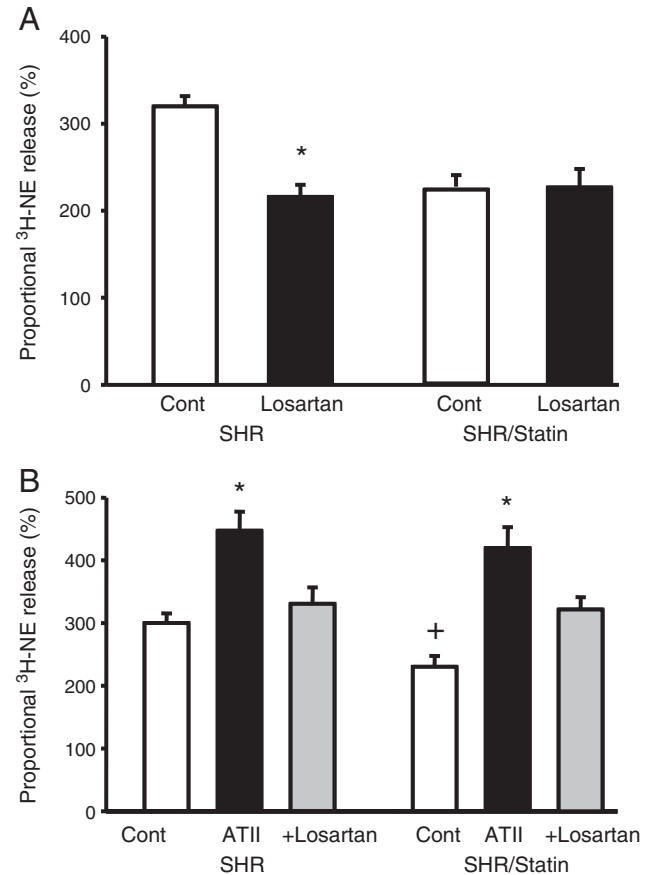 A
Proportional ³H-NE release (%)
400
300
200
100
0
*
Cont Losartan Cont Losartan
SHR SHR/Statin
B
Proportional ³H-NE release (%)
500
400
300
200
100
0
* + *
Cont ATII +Losartan Cont ATII +Losartan
SHR SHR/Statin